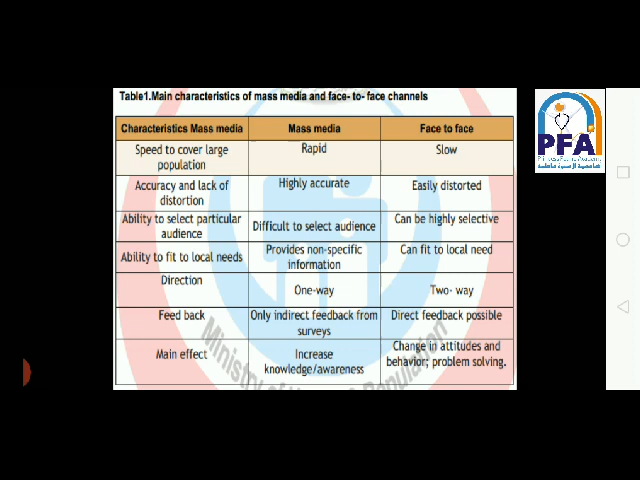 Table1.Main characteristics of mass media and face- to- face channels
Characteristics Mass media Mass media Face to face
Speed to cover large population Rapid Slow
Accuracy and lack of distortion Highly accurate Easily distorted
Ability to select particular audience Difficult to select audience Can be highly selective
Ability to fit to local needs Provides non-specific information Can fit to local need
Direction One-way Two- way
Feed back Only indirect feedback from surveys Direct feedback possible
Main effect Increase knowledge/awareness Change in attitudes and behavior; problem solving.
PFA
Ministry of
Population